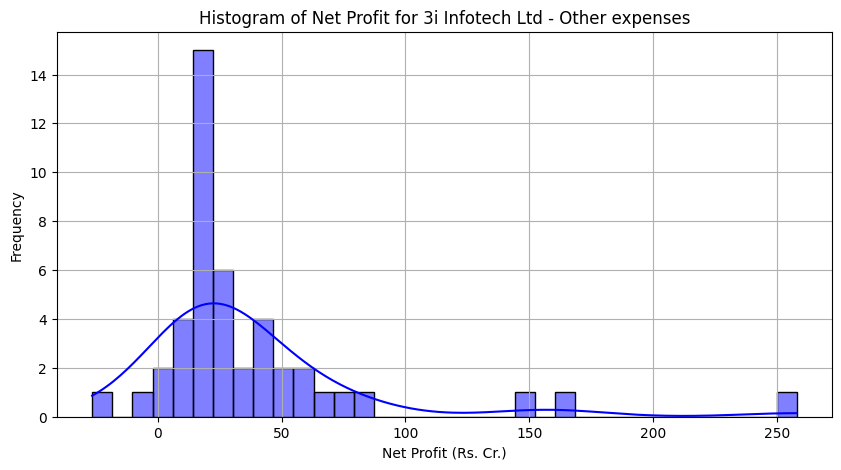 Histogram of Net Profit for 3i Infotech Ltd - Other expenses
14
12
10
8
6
4
2
0
Frequency
0 50 100 150 200 250
Net Profit (Rs. Cr.)